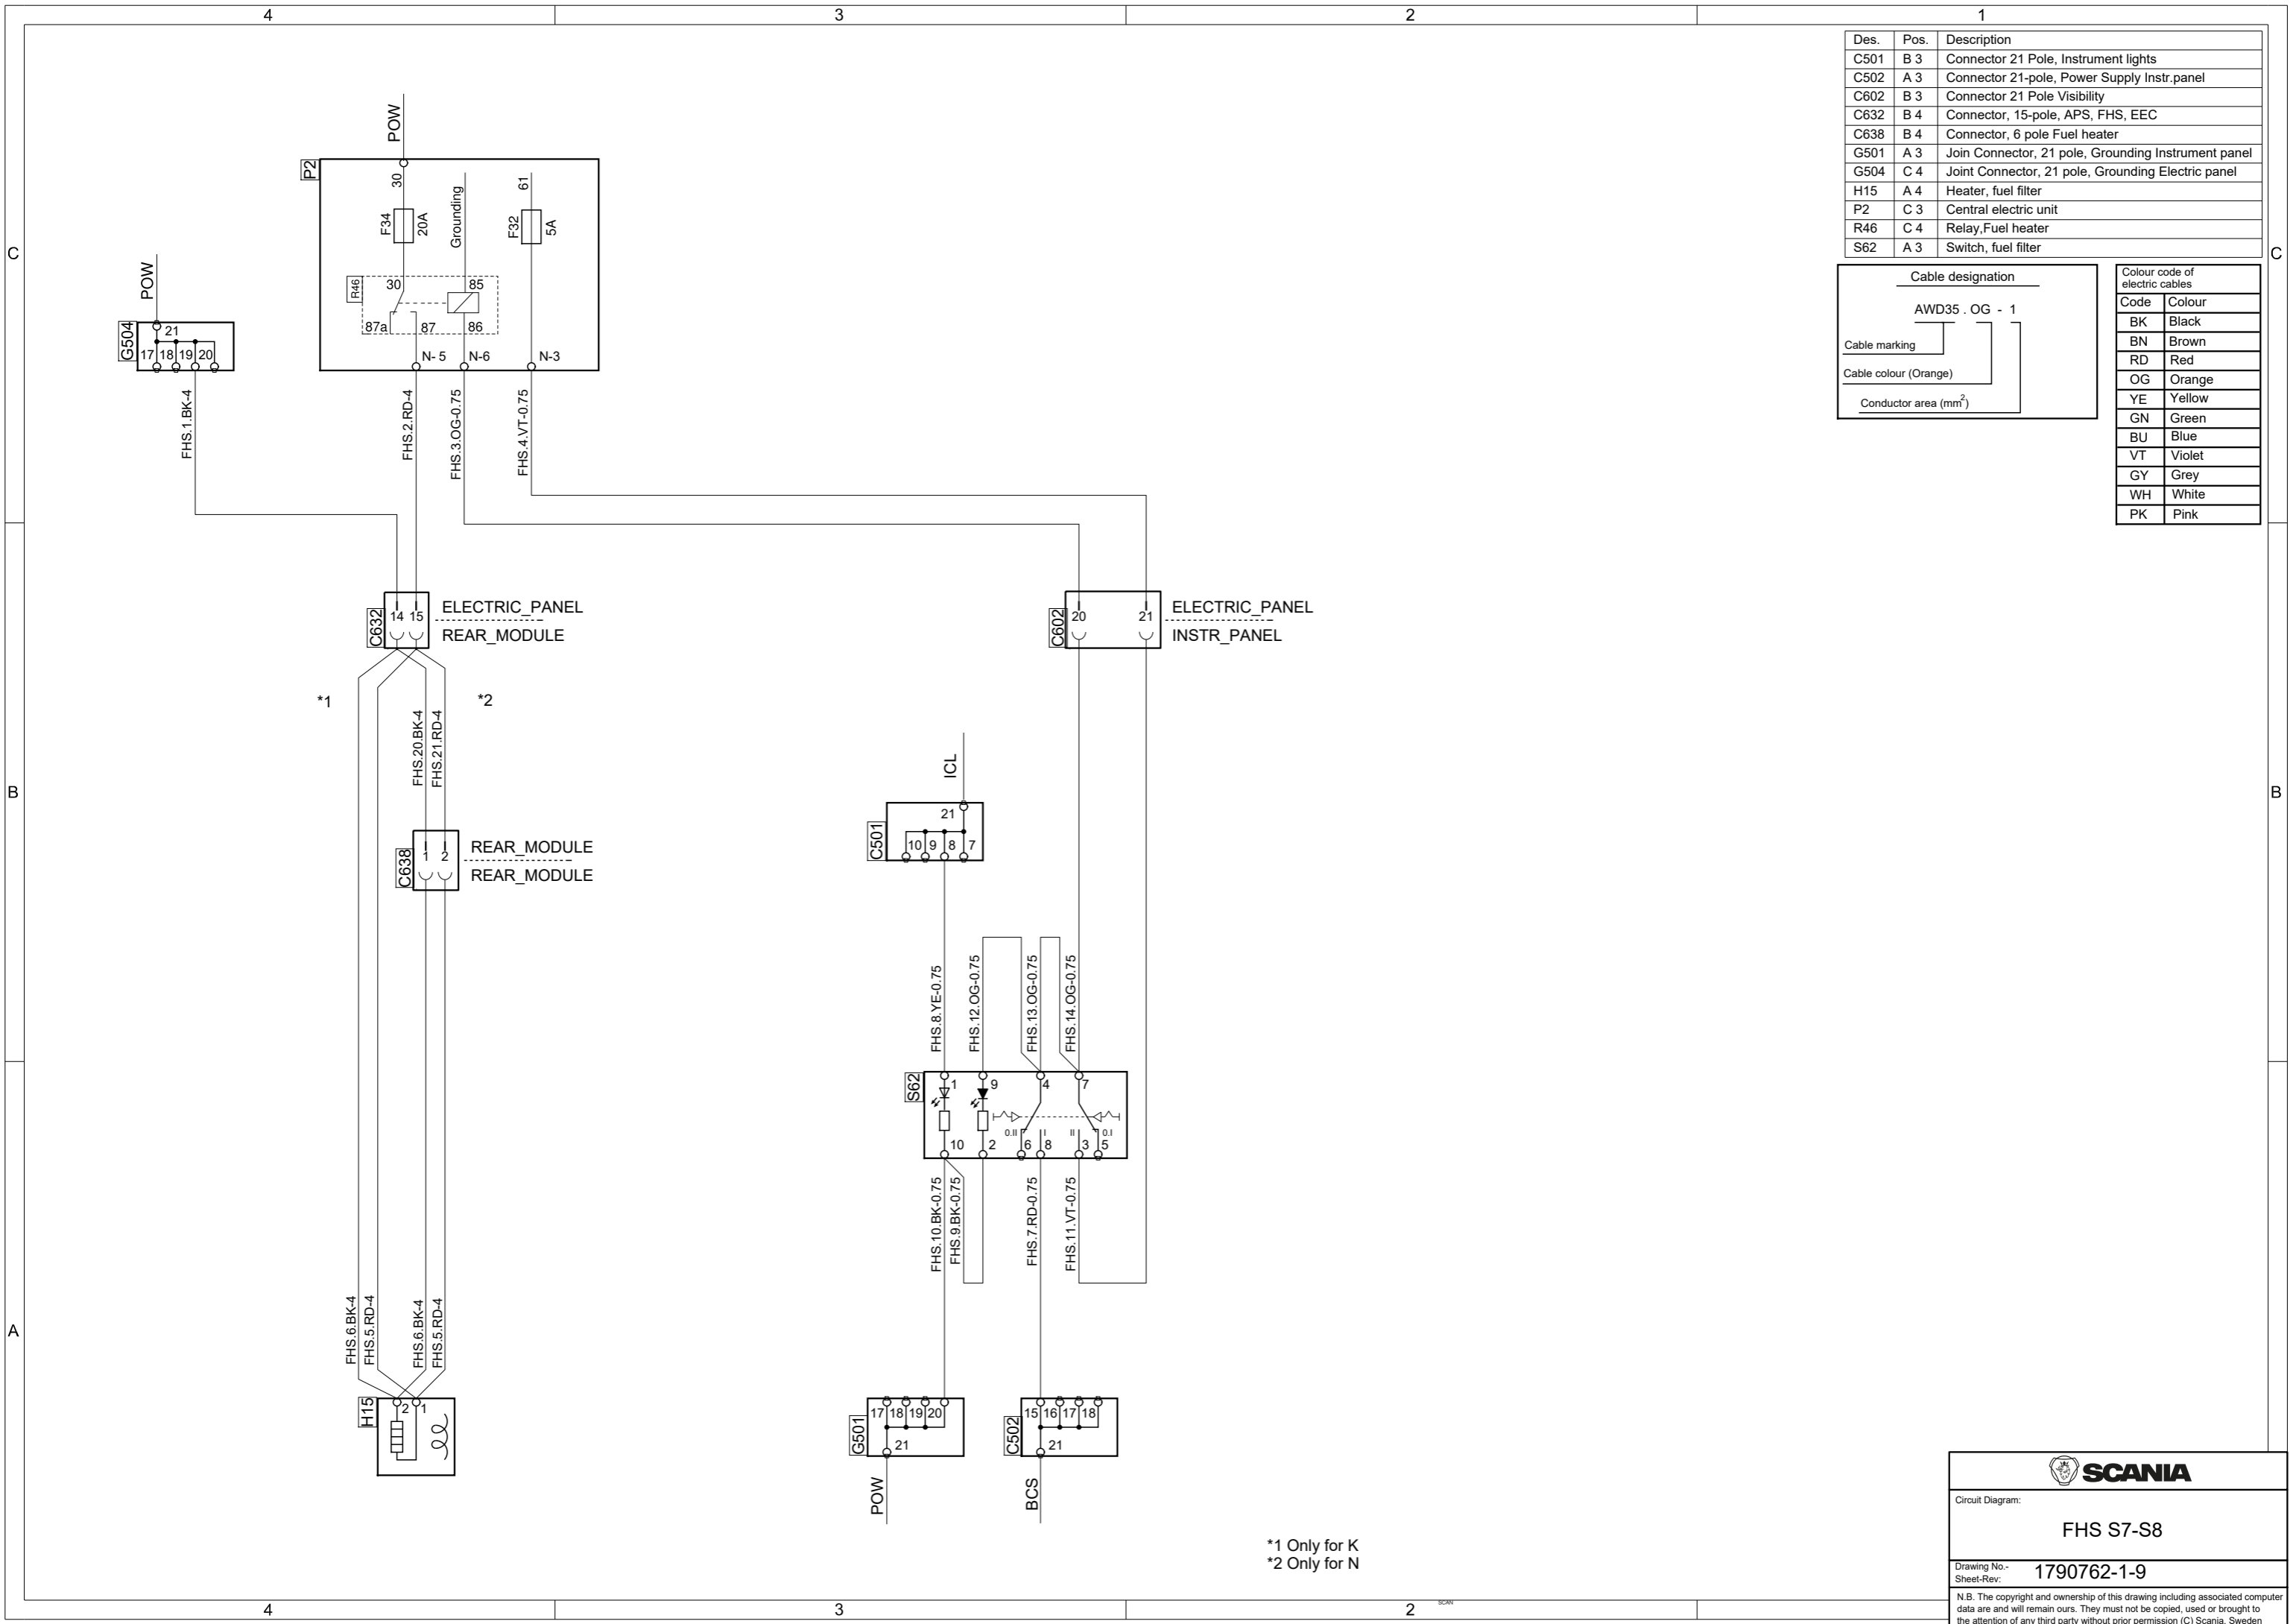 4 3 2 1
Des. Pos. Description
C501 B 3 Connector 21 Pole, Instrument lights
C502 A 3 Connector 21-pole, Power Supply Instr.panel
C602 B 3 Connector 21 Pole Visibility
C632 B 4 Connector, 15-pole, APS, FHS, EEC
C638 B 4 Connector, 6 pole Fuel heater
G501 A 3 Join Connector, 21 pole, Grounding Instrument panel
G504 C 4 Joint Connector, 21 pole, Grounding Electric panel
H15 A 4 Heater, fuel filter
P2 C 3 Central electric unit
R46 C 4 Relay,Fuel heater
S62 A 3 Switch, fuel filter
Cable designation
AWD35 . OG - 1
Cable marking
Cable colour (Orange)
Conductor area (mm2)
Colour code of
electric cables
Code Colour
BK Black
BN Brown
RD Red
OG Orange
YE Yellow
GN Green
BU Blue
VT Violet
GY Grey
WH White
PK Pink
C
C
POW
P2
30
F34
20A
Grounding
61
F32
5A
R46
30 85
87a 87 86
N- 5 N-6 N-3
POW
G504
21
17 18 19 20
FHS.1.BK-4
FHS.2.RD-4
FHS.3.OG-0.75
FHS.4.VT-0.75
C632
14 15
ELECTRIC_PANEL
REAR_MODULE
C602
20 21
ELECTRIC_PANEL
INSTR_PANEL
*1
*2
FHS.20.BK-4
FHS.21.RD-4
B
B
ICL
C501
21
10 9 8 7
C638
1 2
REAR_MODULE
REAR_MODULE
FHS.8.YE-0.75
FHS.12.OG-0.75
FHS.13.OG-0.75
FHS.14.OG-0.75
S62
1 9 4 7
0.II I II 0.I
10 2 6 8 3 5
FHS.10.BK-0.75
FHS.9.BK-0.75
FHS.7.RD-0.75
FHS.11.VT-0.75
A
A
FHS.6.BK-4
FHS.5.RD-4
FHS.6.BK-4
FHS.5.RD-4
H15
2 1
G501
17 18 19 20
21
POW
C502
15 16 17 18
21
BCS
*1 Only for K
*2 Only for N
SCANIA
Circuit Diagram:
FHS S7-S8
Drawing No.-
Sheet-Rev:
1790762-1-9
N.B. The copyright and ownership of this drawing including associated computer
data are and will remain ours. They must not be copied, used or brought to
the attention of any third party without prior permission (C) Scania, Sweden
4 3 2
SCAN